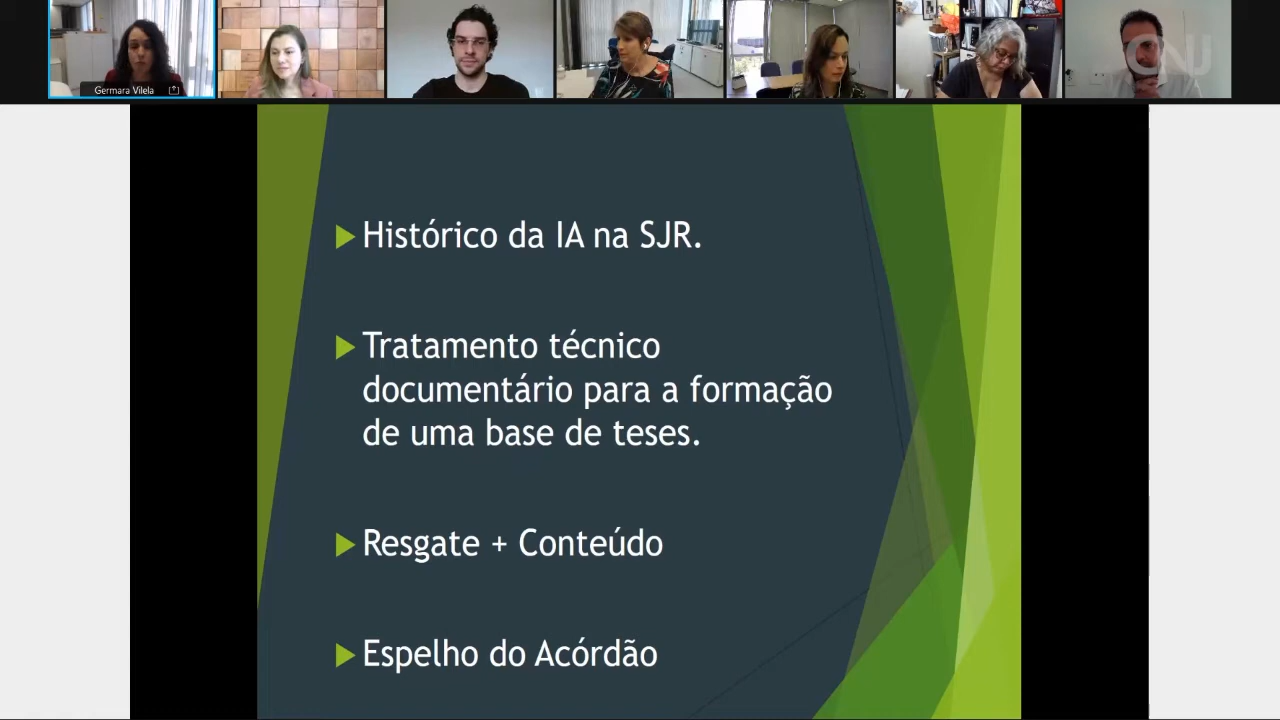 Germara Vilela
CNJ
Histórico da IA na SJR.
Tratamento técnico
documentário para a formação
de uma base de teses.
Resgate + Conteúdo
Espelho do Acórdão